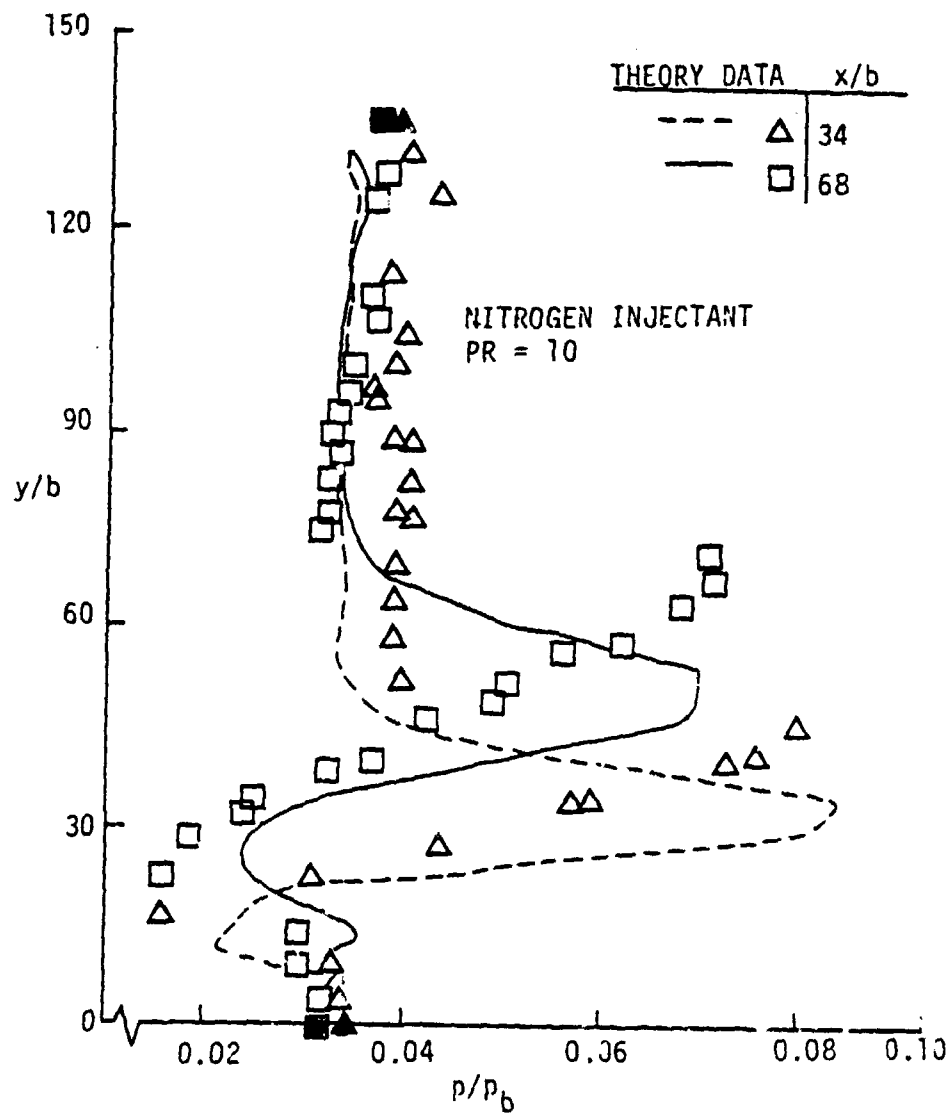 150
THEORY DATA x/b
34
68
120
NITROGEN INJECTANT
PR = 10
90
y/b
60
30
0
0.02 0.04 0.06 0.08 0.10
p/p_b